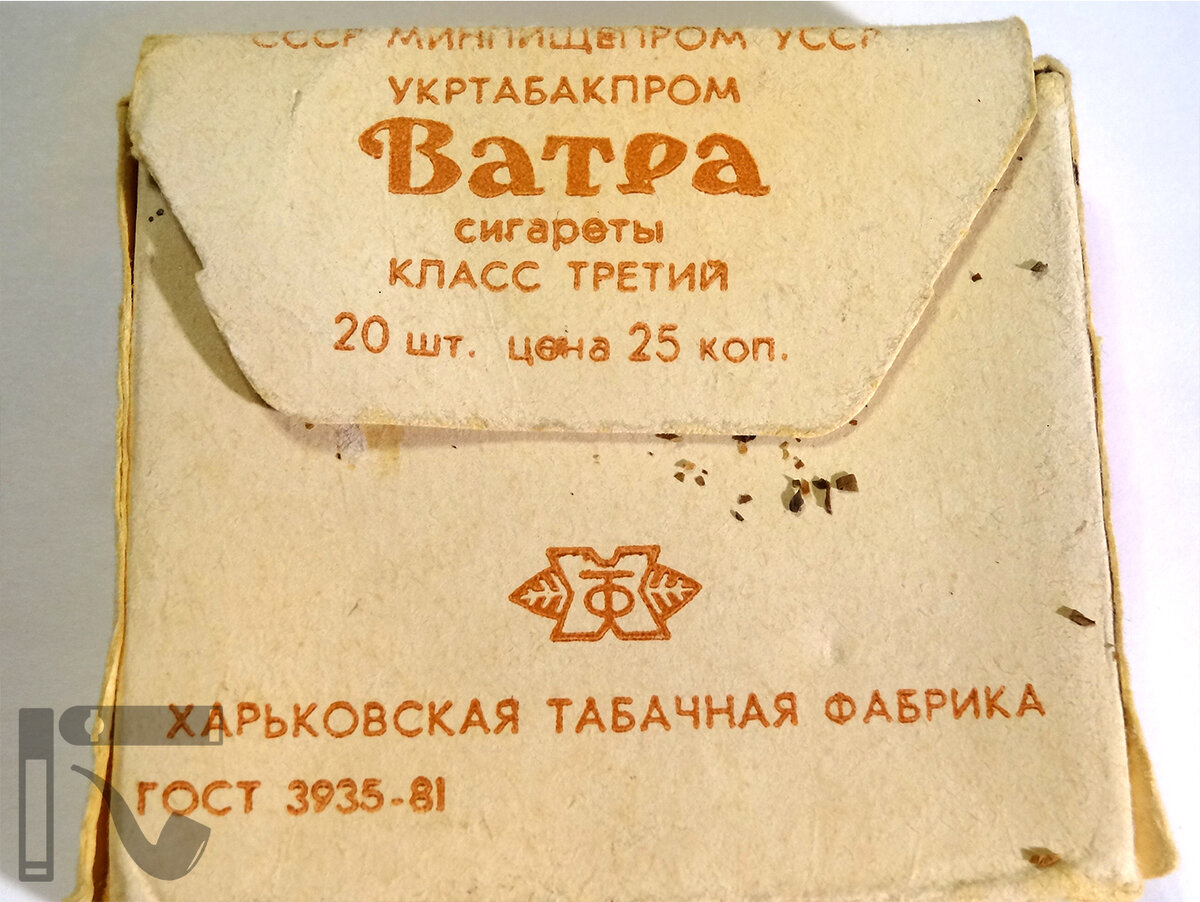 СССР МИНПИЩЕПРОМ УССР
УКРТАБАКПРОМ
Ватра
сигареты
КЛАСС ТРЕТИЙ
20 шт. цена 25 коп.
ХТФ
ХАРЬКОВСКАЯ ТАБАЧНАЯ ФАБРИКА
ГОСТ 3935-81